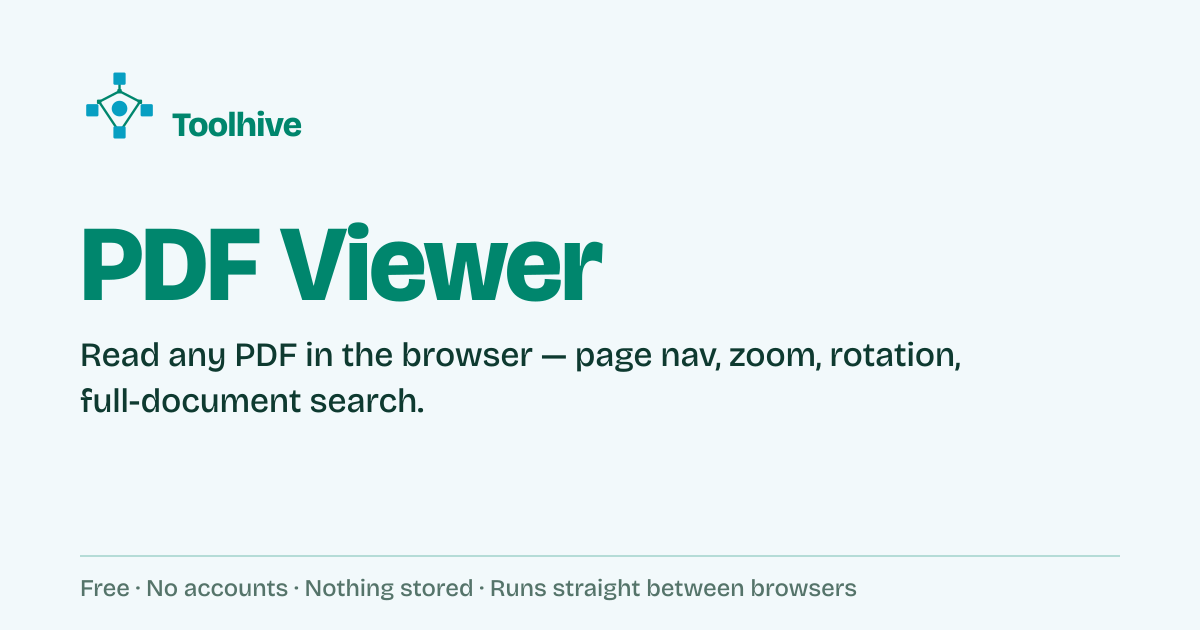 Toolhive
PDF Viewer
Read any PDF in the browser — page nav, zoom, rotation,
full-document search.
Free · No accounts · Nothing stored · Runs straight between browsers